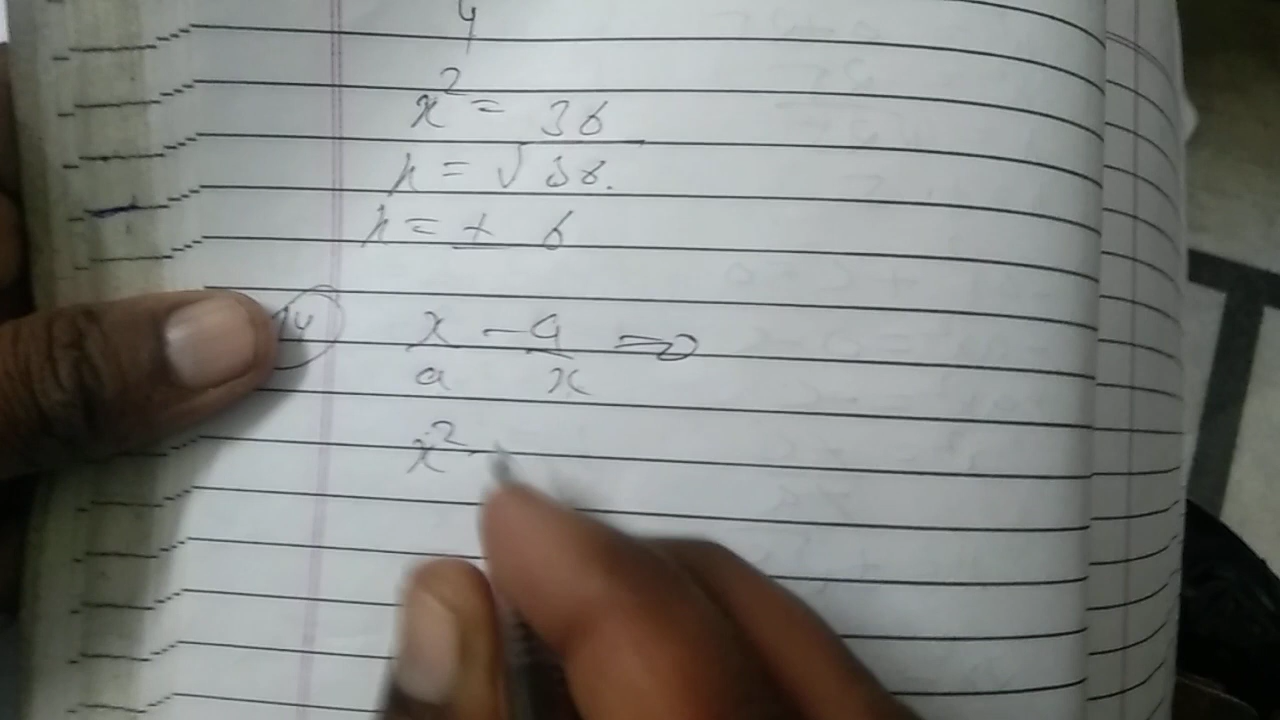 4
x² = 36
x = √36.
x = ± 6
14 x/a - a/x = 0
x² -